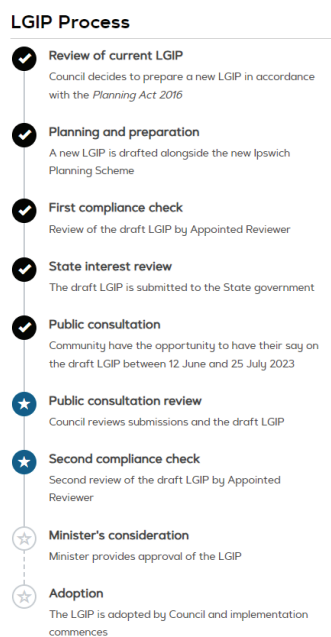 LGIP Process
Review of current LGIP
Council decides to prepare a new LGIP in accordance
with the Planning Act 2016
Planning and preparation
A new LGIP is drafted alongside the new Ipswich
Planning Scheme
First compliance check
Review of the draft LGIP by Appointed Reviewer
State interest review
The draft LGIP is submitted to the State government
Public consultation
Community have the opportunity to have their say on
the draft LGIP between 12 June and 25 July 2023
Public consultation review
Council reviews submissions and the draft LGIP
Second compliance check
Second review of the draft LGIP by Appointed
Reviewer
Minister's consideration
Minister provides approval of the LGIP
Adoption
The LGIP is adopted by Council and implementation
commences